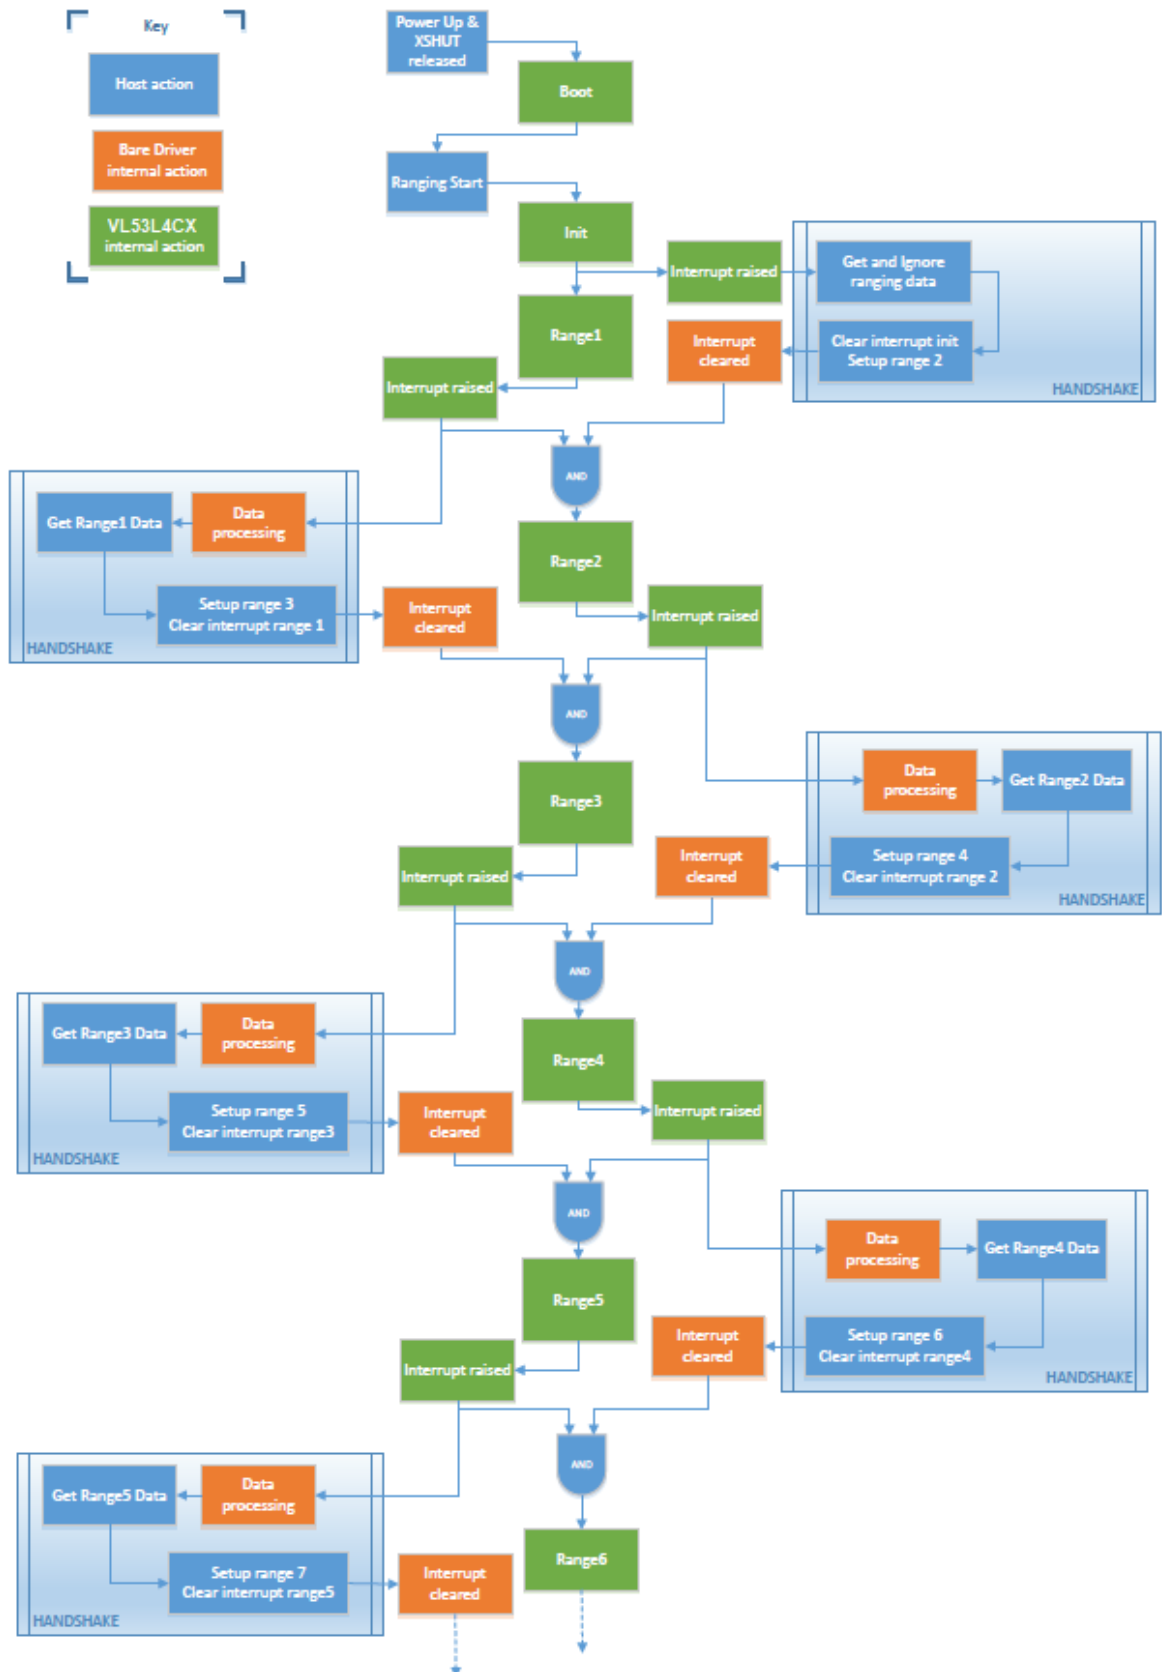 Key
Host action
Bare Driver
internal action
VL53L4CX
internal action
Power Up &
XSHUT
released
Boot
Ranging Start
Init
Interrupt raised
Get and Ignore
ranging data
Range1
Interrupt
cleared
Clear interrupt init
Setup range 2
HANDSHAKE
Interrupt raised
AND
Get Range1 Data
Data
processing
Range2
Setup range 3
Clear interrupt range 1
HANDSHAKE
Interrupt
cleared
Interrupt raised
AND
Range3
Data
processing
Get Range2 Data
Interrupt raised
Interrupt
cleared
Setup range 4
Clear interrupt range 2
HANDSHAKE
AND
Get Range3 Data
Data
processing
Range4
Setup range 5
Clear interrupt range3
HANDSHAKE
Interrupt
cleared
Interrupt raised
AND
Data
processing
Get Range4 Data
Range5
Interrupt raised
Interrupt
cleared
Setup range 6
Clear interrupt range4
HANDSHAKE
AND
Get Range5 Data
Data
processing
Range6
Setup range 7
Clear interrupt range5
HANDSHAKE
Interrupt
cleared